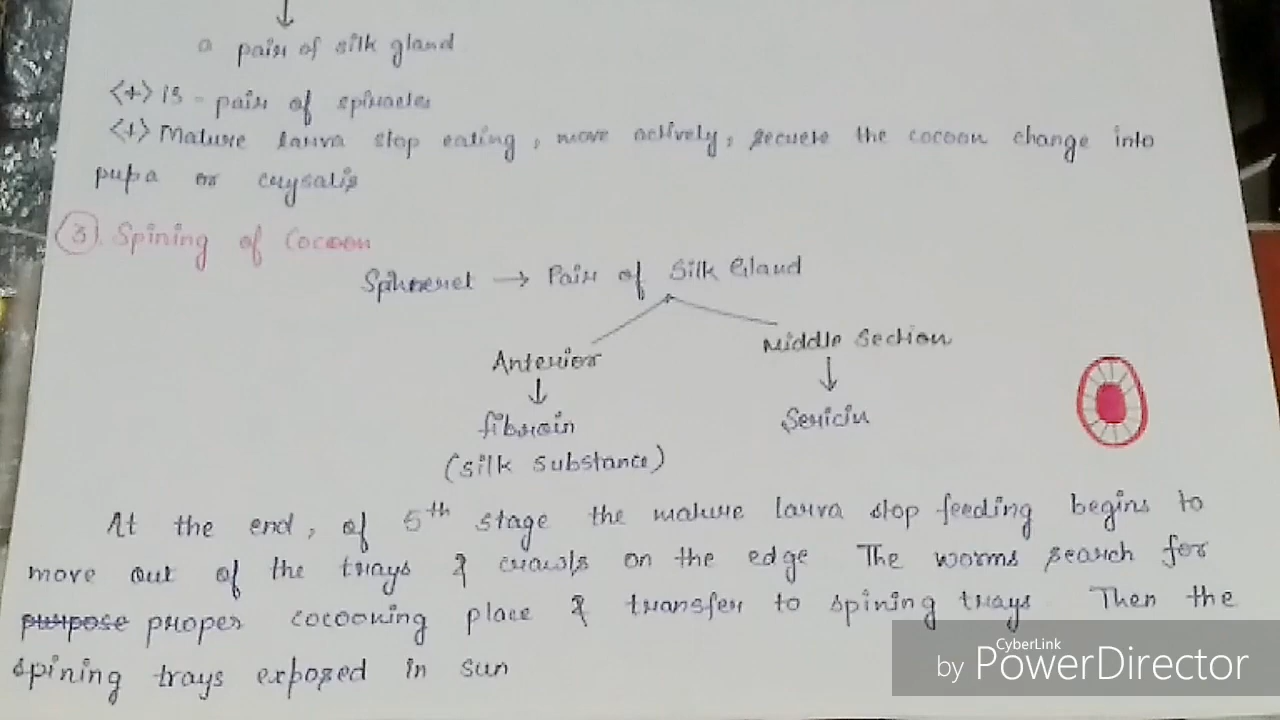 a pair of silk gland
<+> 13 - pair of spiracles
<+> Mature larva stop eating, move actively, secrete the cocoon change into
pupa or crysalis
3. Spining of Cocoon
Spinneret → Pair of Silk Gland
Anterior Middle Section
fibroin Sericin
(silk substance)
At the end, of 5th stage the mature larva stop feeding begins to
move out of the trays & crawls on the edge The worms search for
purpose proper cocooning place & transfer to spining trays. Then the
spining trays exposed in sun
CyberLink
by PowerDirector